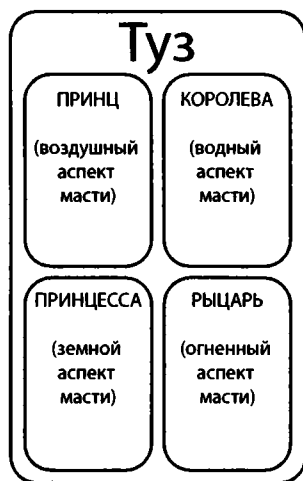 Туз
ПРИНЦ
(воздушный
аспект
масти)
КОРОЛЕВА
(водный
аспект
масти)
ПРИНЦЕССА
(земной
аспект
масти)
РЫЦАРЬ
(огненный
аспект
масти)